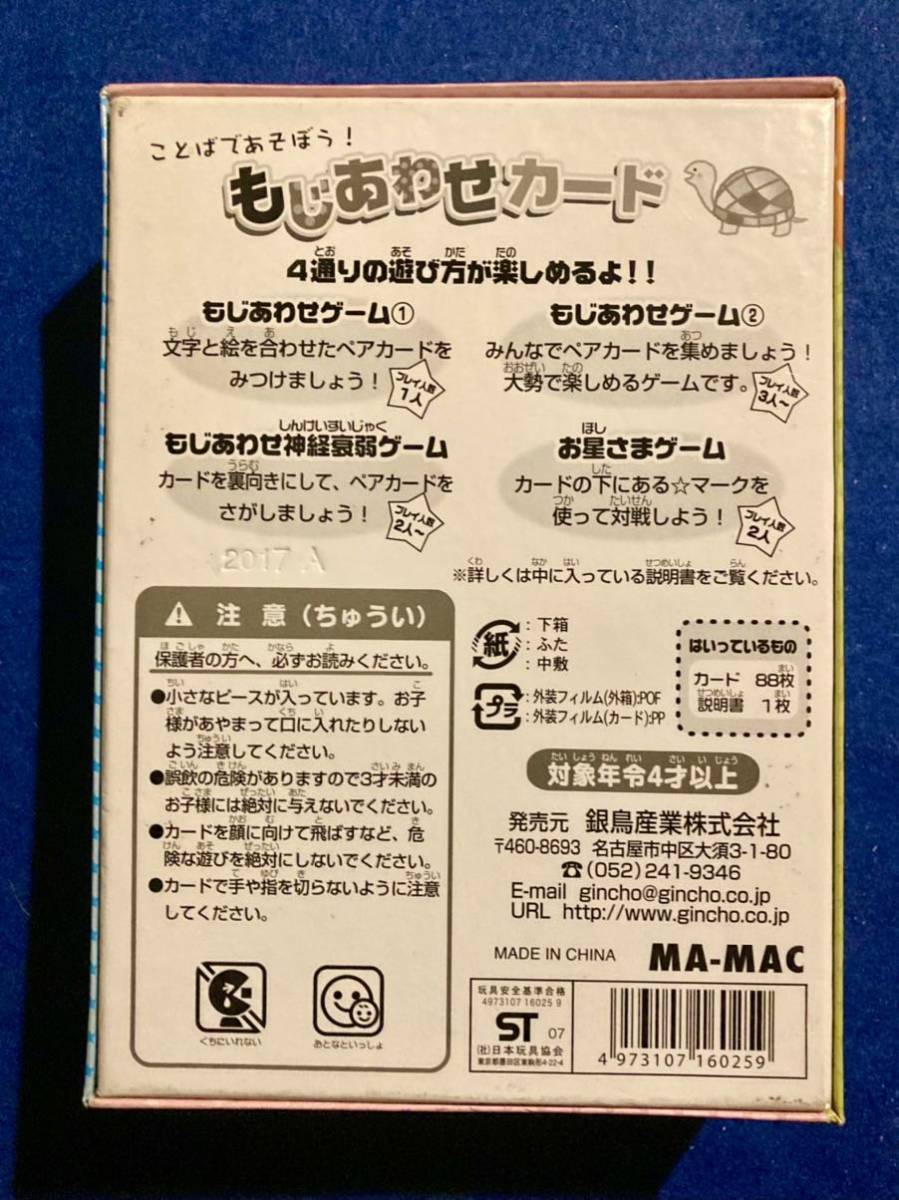 ことばであそぼう！
もじあわせカード
4通りの遊び方が楽しめるよ！！
もじあわせゲーム①
文字と絵を合わせたペアカードを
みつけましょう！
プレイ人数
1人
もじあわせゲーム②
みんなでペアカードを集めましょう！
大勢で楽しめるゲームです。
プレイ人数
3人〜
もじあわせ神経衰弱ゲーム
カードを裏向きにして、ペアカードを
さがしましょう！
プレイ人数
2人〜
お星さまゲーム
カードの下にある☆マークを
使って対戦しよう！
プレイ人数
2人
2017 A
※詳しくは中に入っている説明書をご覧ください。
注意（ちゅうい）
保護者の方へ、必ずお読みください。
●小さなピースが入っています。お子
様があやまって口に入れたりしない
よう注意してください。
●誤飲の危険がありますので3才未満の
お子様には絶対に与えないでください。
●カードを顔に向けて飛ばすなど、危
険な遊びを絶対にしないでください。
●カードで手や指を切らないように注意
してください。
くちにいれない
おとなといっしょ
紙
：下箱
：ふた
：中敷
プラ
：外装フィルム(外箱):POF
：外装フィルム(カード):PP
はいっているもの
カード 88枚
説明書 1枚
対象年令4才以上
発売元 銀鳥産業株式会社
〒460-8693 名古屋市中区大須3-1-80
☎(052)241-9346
E-mail gincho@gincho.co.jp
URL http://www.gincho.co.jp
MADE IN CHINA MA-MAC
玩具安全基準合格
4973107 16025 9
ST 07
(社)日本玩具協会
東京都墨田区東駒形4-22-4
4 973107 160259